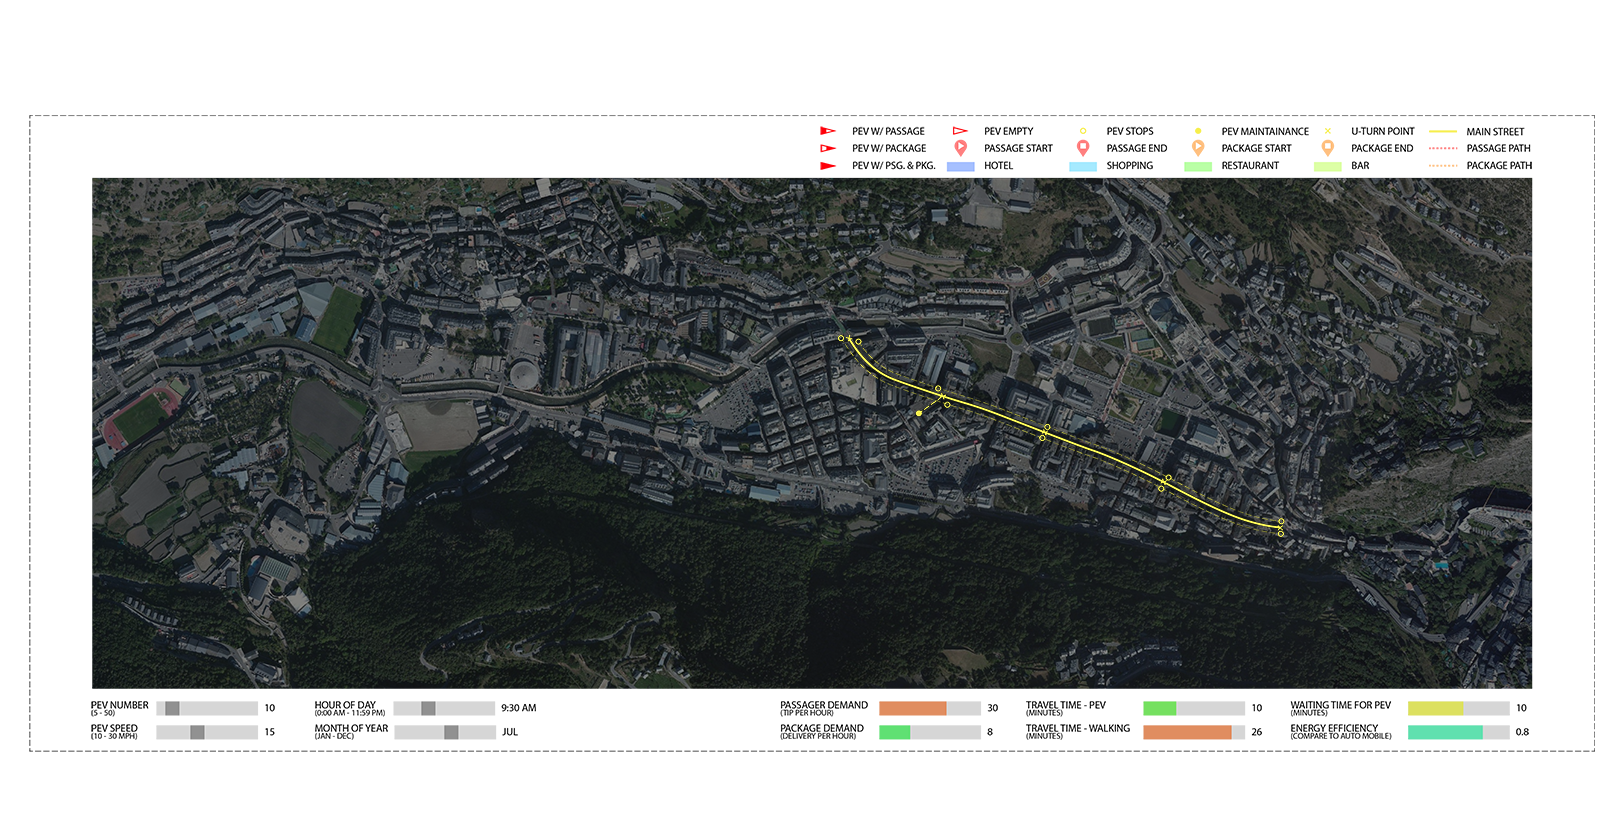 PEV W/ PASSAGE PEV EMPTY PEV STOPS PEV MAINTAINANCE U-TURN POINT MAIN STREET
PEV W/ PACKAGE PASSAGE START PASSAGE END PACKAGE START PACKAGE END PASSAGE PATH
PEV W/ PSG. & PKG. HOTEL SHOPPING RESTAURANT BAR PACKAGE PATH
PEV NUMBER 10 HOUR OF DAY 9:30 AM PASSAGER DEMAND 30 TRAVEL TIME - PEV 10 WAITING TIME FOR PEV 10
(5 - 50) (0:00 AM - 11:59 PM) (TIP PER HOUR) (MINUTES) (MINUTES)
PEV SPEED 15 MONTH OF YEAR JUL PACKAGE DEMAND 8 TRAVEL TIME - WALKING 26 ENERGY EFFICIENCY 0.8
(10 - 30 MPH) (JAN - DEC) (DELIVERY PER HOUR) (MINUTES) (COMPARE TO AUTO MOBILE)